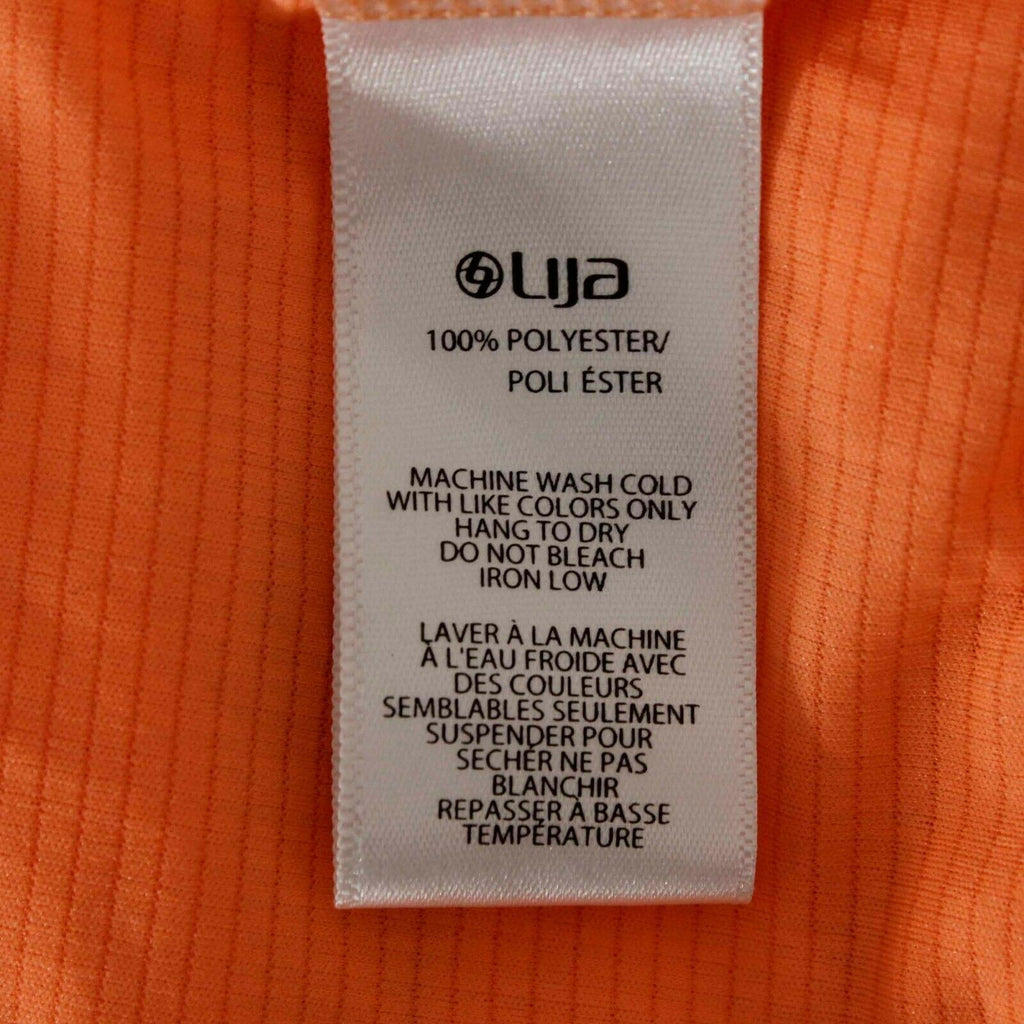 LIJA
100% POLYESTER/
POLI ÉSTER
MACHINE WASH COLD
WITH LIKE COLORS ONLY
HANG TO DRY
DO NOT BLEACH
IRON LOW
LAVER À LA MACHINE
À L'EAU FROIDE AVEC
DES COULEURS
SEMBLABLES SEULEMENT
SUSPENDER POUR
SECHÉR NE PAS
BLANCHIR
REPASSER À BASSE
TEMPÉRATURE